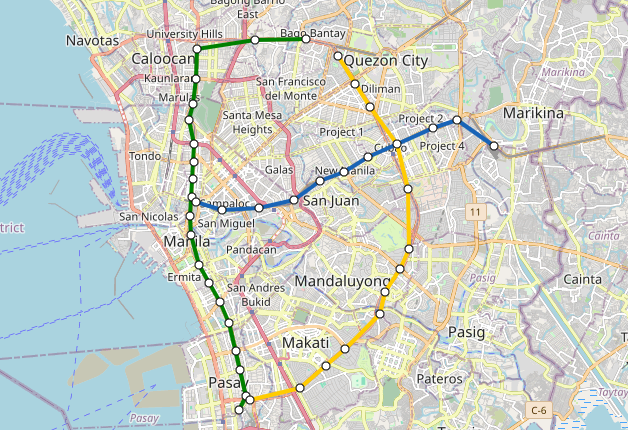 Bagong Barrio
East
Navotas
University Hills
Bago Bantay
Caloocan
Quezon City
Kaunlaran
San Francisco
del Monte
Diliman
Marikina
Marulas
Santa Mesa
Heights
Project 1
Project 2
Marikina
Cubao
Project 4
Tondo
Galas
New Manila
Sampaloc
San Juan
San Nicolas
San Miguel
11
trict
Manila
Pandacan
Cainta
Ermita
San Andres
Bukid
Mandaluyong
Pasig
Cainta
Makati
Pasig
Pasay
Pateros
Pasay
C-6
Taytay